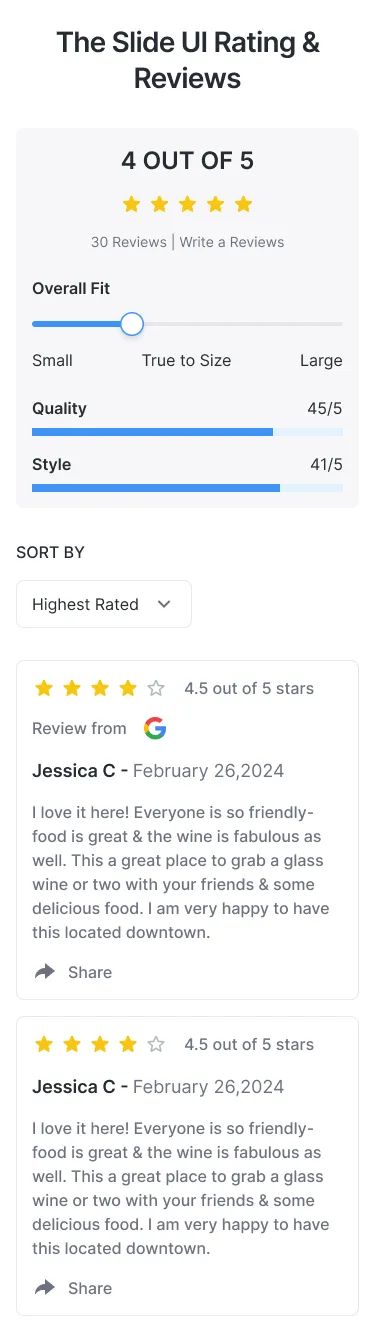 The Slide UI Rating &
Reviews
4 OUT OF 5
30 Reviews | Write a Reviews
Overall Fit
Small True to Size Large
Quality 45/5
Style 41/5
SORT BY
Highest Rated
4.5 out of 5 stars
Review from
Jessica C - February 26,2024
I love it here! Everyone is so friendly-
food is great & the wine is fabulous as
well. This a great place to grab a glass
wine or two with your friends & some
delicious food. I am very happy to have
this located downtown.
Share
4.5 out of 5 stars
Jessica C - February 26,2024
I love it here! Everyone is so friendly-
food is great & the wine is fabulous as
well. This a great place to grab a glass
wine or two with your friends & some
delicious food. I am very happy to have
this located downtown.
Share